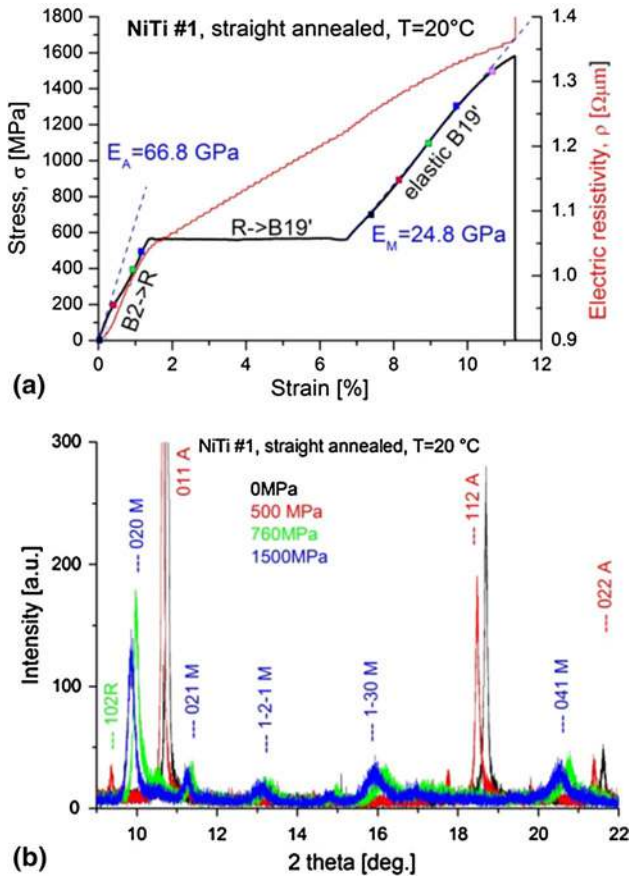 NiTi #1, straight annealed, T=20°C
1800
1600
1400
1200
1000
800
600
400
200
0
Stress, σ [MPa]
E_A=66.8 GPa
B2->R
R->B19'
elastic B19'
E_M=24.8 GPa
1.4
1.3
1.2
1.1
1.0
0.9
Electric resistivity, ρ [Ωμm]
0 2 4 6 8 10 12
Strain [%]
(a)
NiTi #1, straight annealed, T=20 °C
300
200
100
0
Intensity [a.u.]
0MPa
500 MPa
760MPa
1500MPa
--- 102R
--- 020 M
011 A
--- 021 M
--- 1-2-1 M
--- 1-30 M
--- 112 A
--- 041 M
--- 022 A
10 12 14 16 18 20 22
2 theta [deg.]
(b)